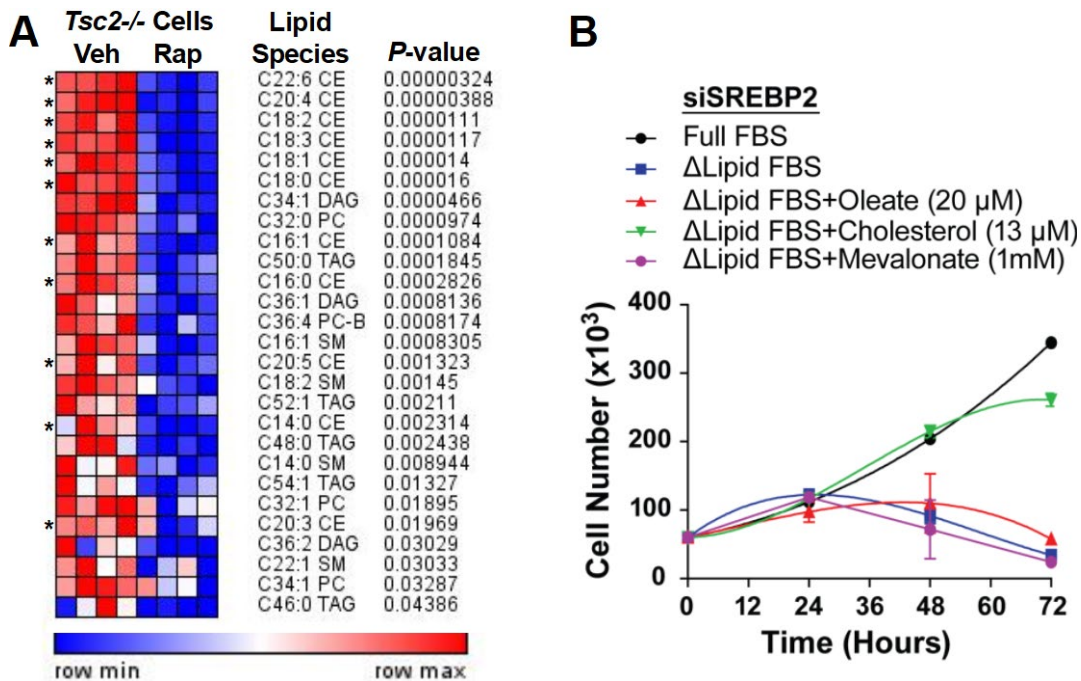 A
Tsc2-/- Cells
Veh Rap
Lipid
Species
P-value
* C22:6 CE 0.00000324
* C20:4 CE 0.00000388
* C18:2 CE 0.0000111
* C18:3 CE 0.0000117
* C18:1 CE 0.000014
* C18:0 CE 0.000016
C34:1 DAG 0.0000466
C32:0 PC 0.0000974
* C16:1 CE 0.0001084
C50:0 TAG 0.0001845
* C16:0 CE 0.0002826
C36:1 DAG 0.0008136
C36:4 PC-B 0.0008174
C16:1 SM 0.0008305
* C20:5 CE 0.001323
C18:2 SM 0.00145
C52:1 TAG 0.00211
* C14:0 CE 0.002314
C48:0 TAG 0.002438
C14:0 SM 0.008944
C54:1 TAG 0.01327
C32:1 PC 0.01895
* C20:3 CE 0.01969
C36:2 DAG 0.03029
C22:1 SM 0.03033
C34:1 PC 0.03287
C46:0 TAG 0.04386
row min row max
B
siSREBP2
Full FBS
ΔLipid FBS
ΔLipid FBS+Oleate (20 µM)
ΔLipid FBS+Cholesterol (13 µM)
ΔLipid FBS+Mevalonate (1mM)
Cell Number (x10³)
400
300
200
100
0
0 12 24 36 48 60 72
Time (Hours)